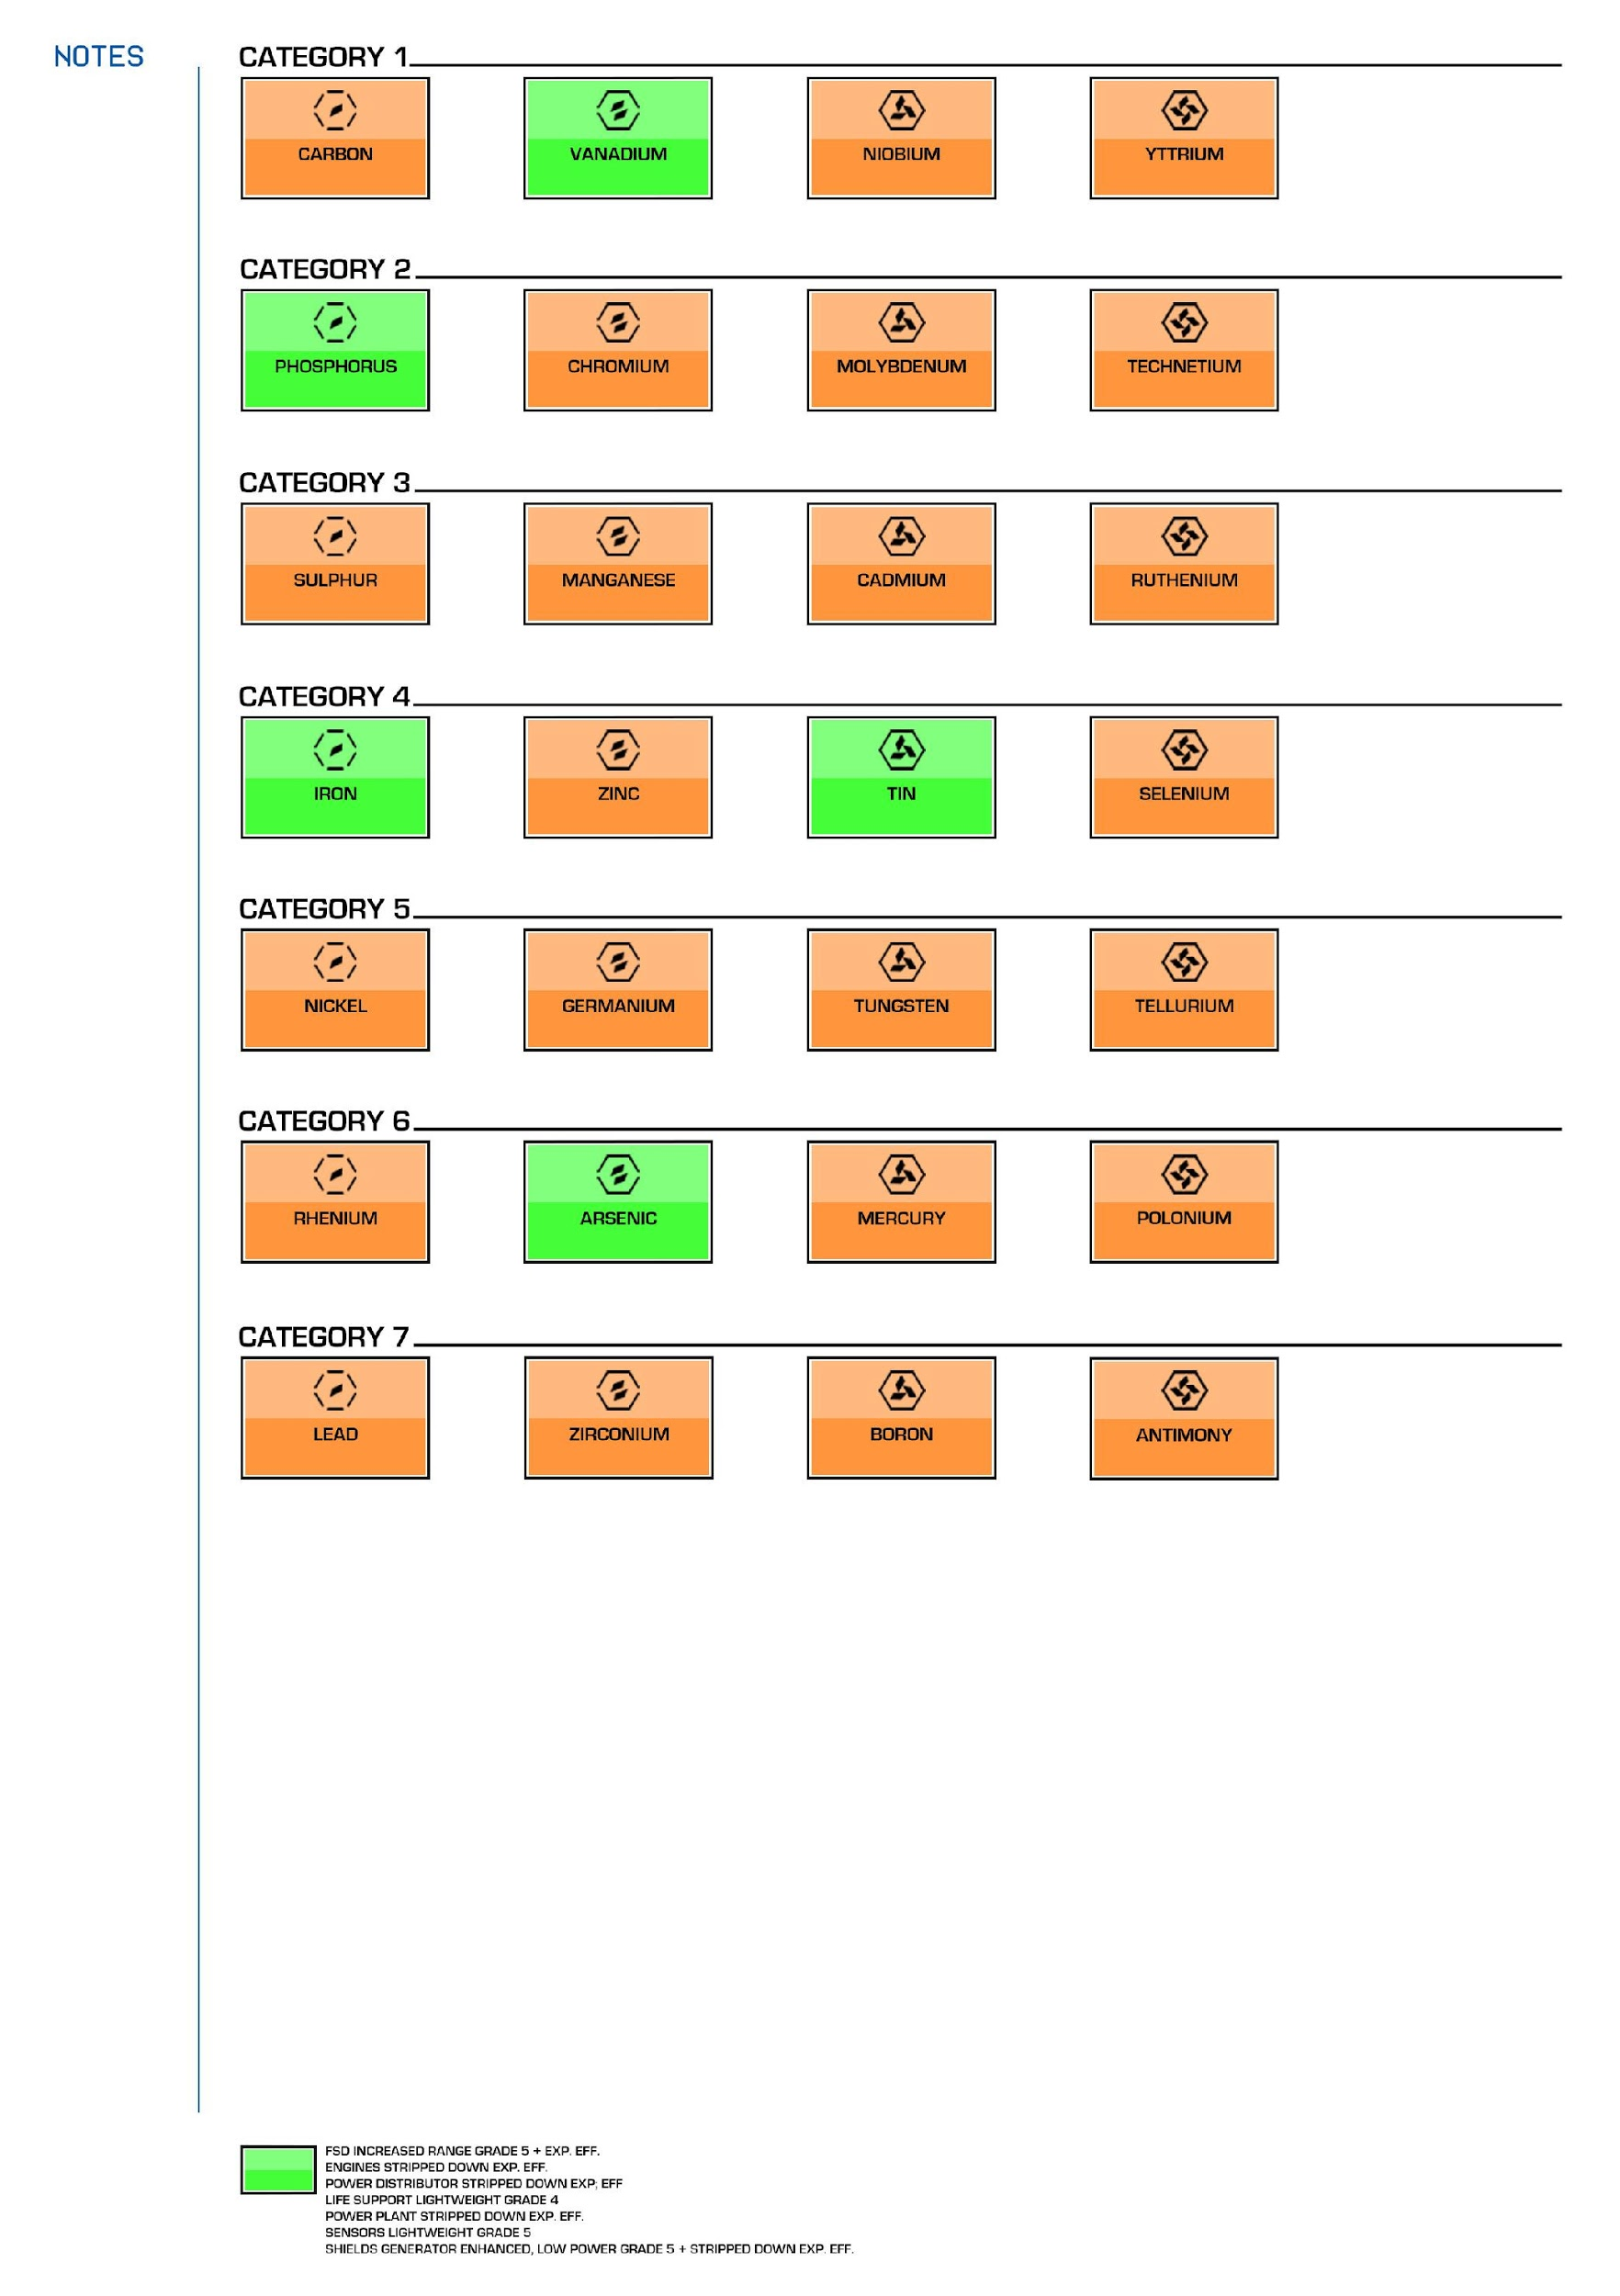 NOTES
CATEGORY 1
CARBON VANADIUM NIOBIUM YTTRIUM
CATEGORY 2
PHOSPHORUS CHROMIUM MOLYBDENUM TECHNETIUM
CATEGORY 3
SULPHUR MANGANESE CADMIUM RUTHENIUM
CATEGORY 4
IRON ZINC TIN SELENIUM
CATEGORY 5
NICKEL GERMANIUM TUNGSTEN TELLURIUM
CATEGORY 6
RHENIUM ARSENIC MERCURY POLONIUM
CATEGORY 7
LEAD ZIRCONIUM BORON ANTIMONY
FSD INCREASED RANGE GRADE 5 + EXP. EFF.
ENGINES STRIPPED DOWN EXP. EFF.
POWER DISTRIBUTOR STRIPPED DOWN EXP; EFF
LIFE SUPPORT LIGHTWEIGHT GRADE 4
POWER PLANT STRIPPED DOWN EXP. EFF.
SENSORS LIGHTWEIGHT GRADE 5
SHIELDS GENERATOR ENHANCED, LOW POWER GRADE 5 + STRIPPED DOWN EXP. EFF.